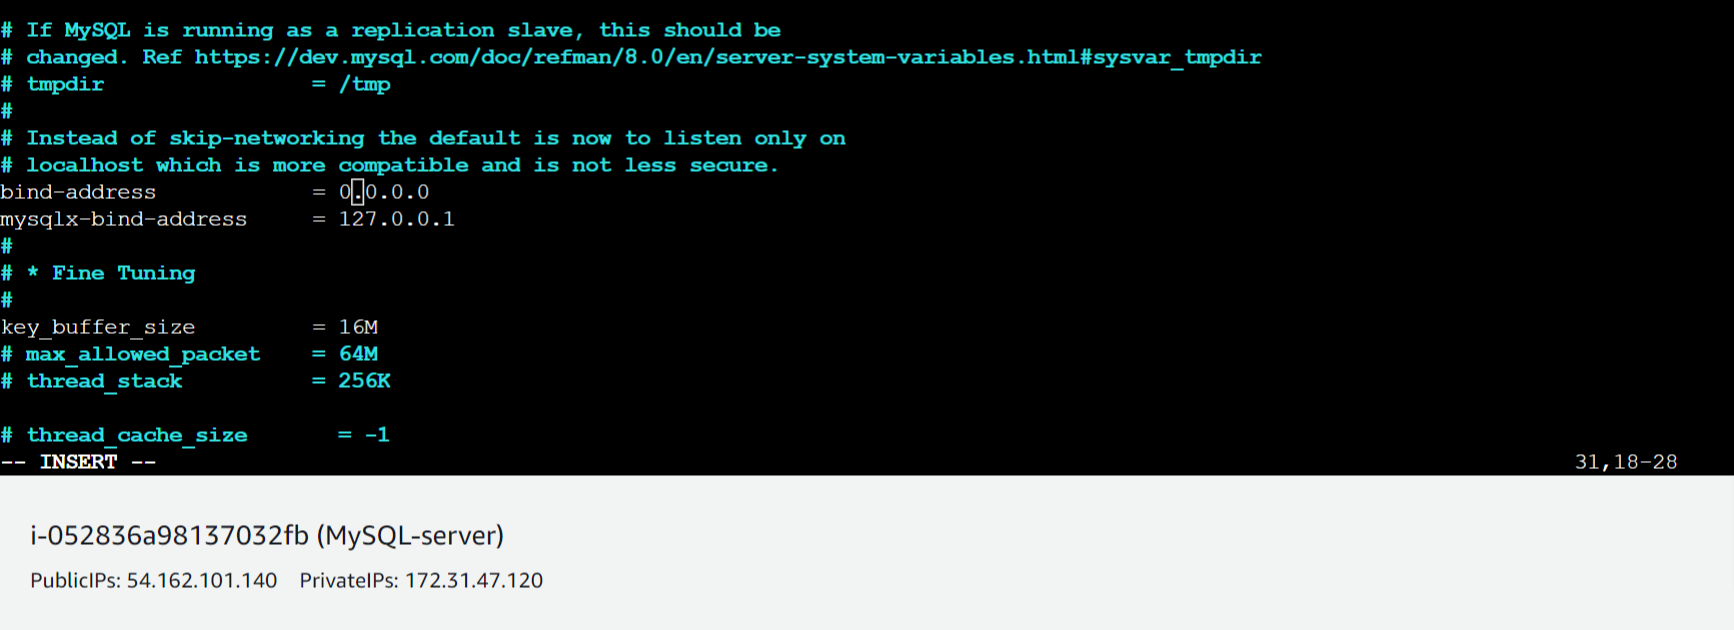 # If MySQL is running as a replication slave, this should be
# changed. Ref https://dev.mysql.com/doc/refman/8.0/en/server-system-variables.html#sysvar_tmpdir
# tmpdir                = /tmp
#
# Instead of skip-networking the default is now to listen only on
# localhost which is more compatible and is not less secure.
bind-address            = 0.0.0.0
mysqlx-bind-address     = 127.0.0.1
#
# * Fine Tuning
#
key_buffer_size         = 16M
# max_allowed_packet    = 64M
# thread_stack          = 256K
# thread_cache_size       = -1
-- INSERT -- 31,18-28
i-052836a98137032fb (MySQL-server)
PublicIPs: 54.162.101.140 PrivateIPs: 172.31.47.120